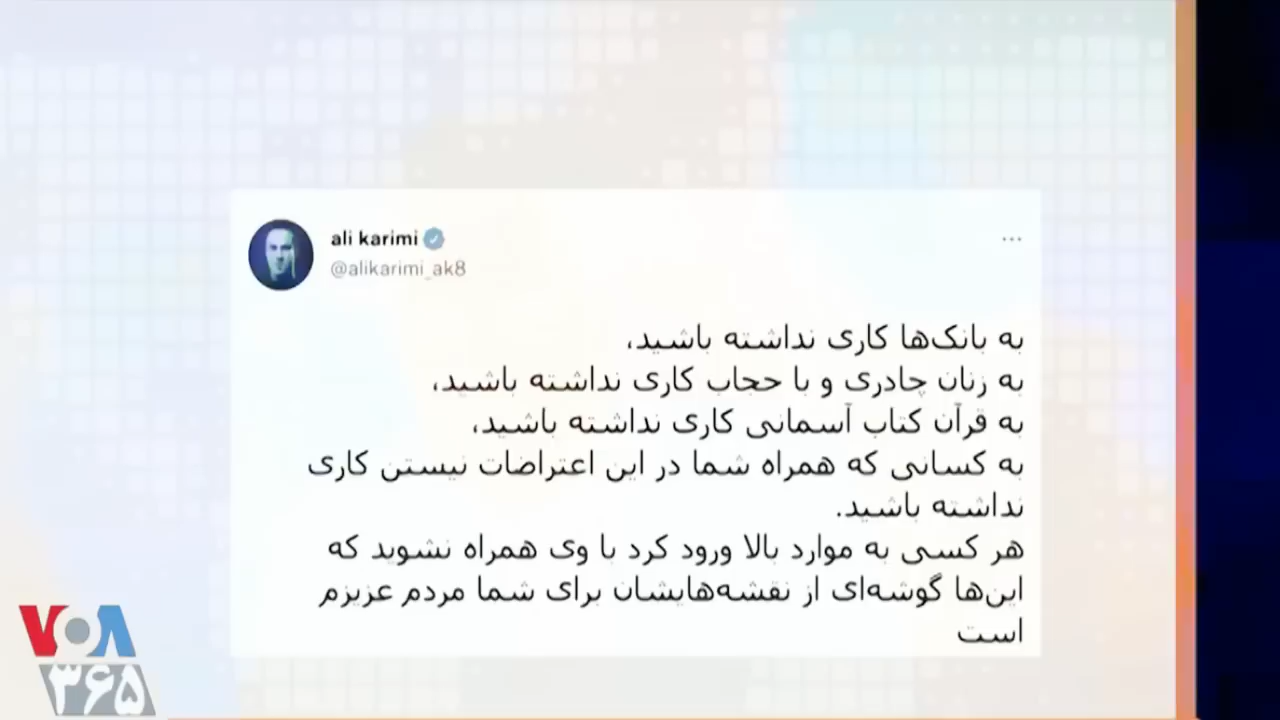 ali karimi
@alikarimi_ak8
به بانک‌ها کاری نداشته باشید،
به زنان چادری و با حجاب کاری نداشته باشید،
به قرآن کتاب آسمانی کاری نداشته باشید،
به کسانی که همراه شما در این اعتراضات نیستن کاری
نداشته باشید.
هر کسی به موارد بالا ورود کرد با وی همراه نشوید که
این‌ها گوشه‌ای از نقشه‌هایشان برای شما مردم عزیزم
است
VOA
۳۶۵